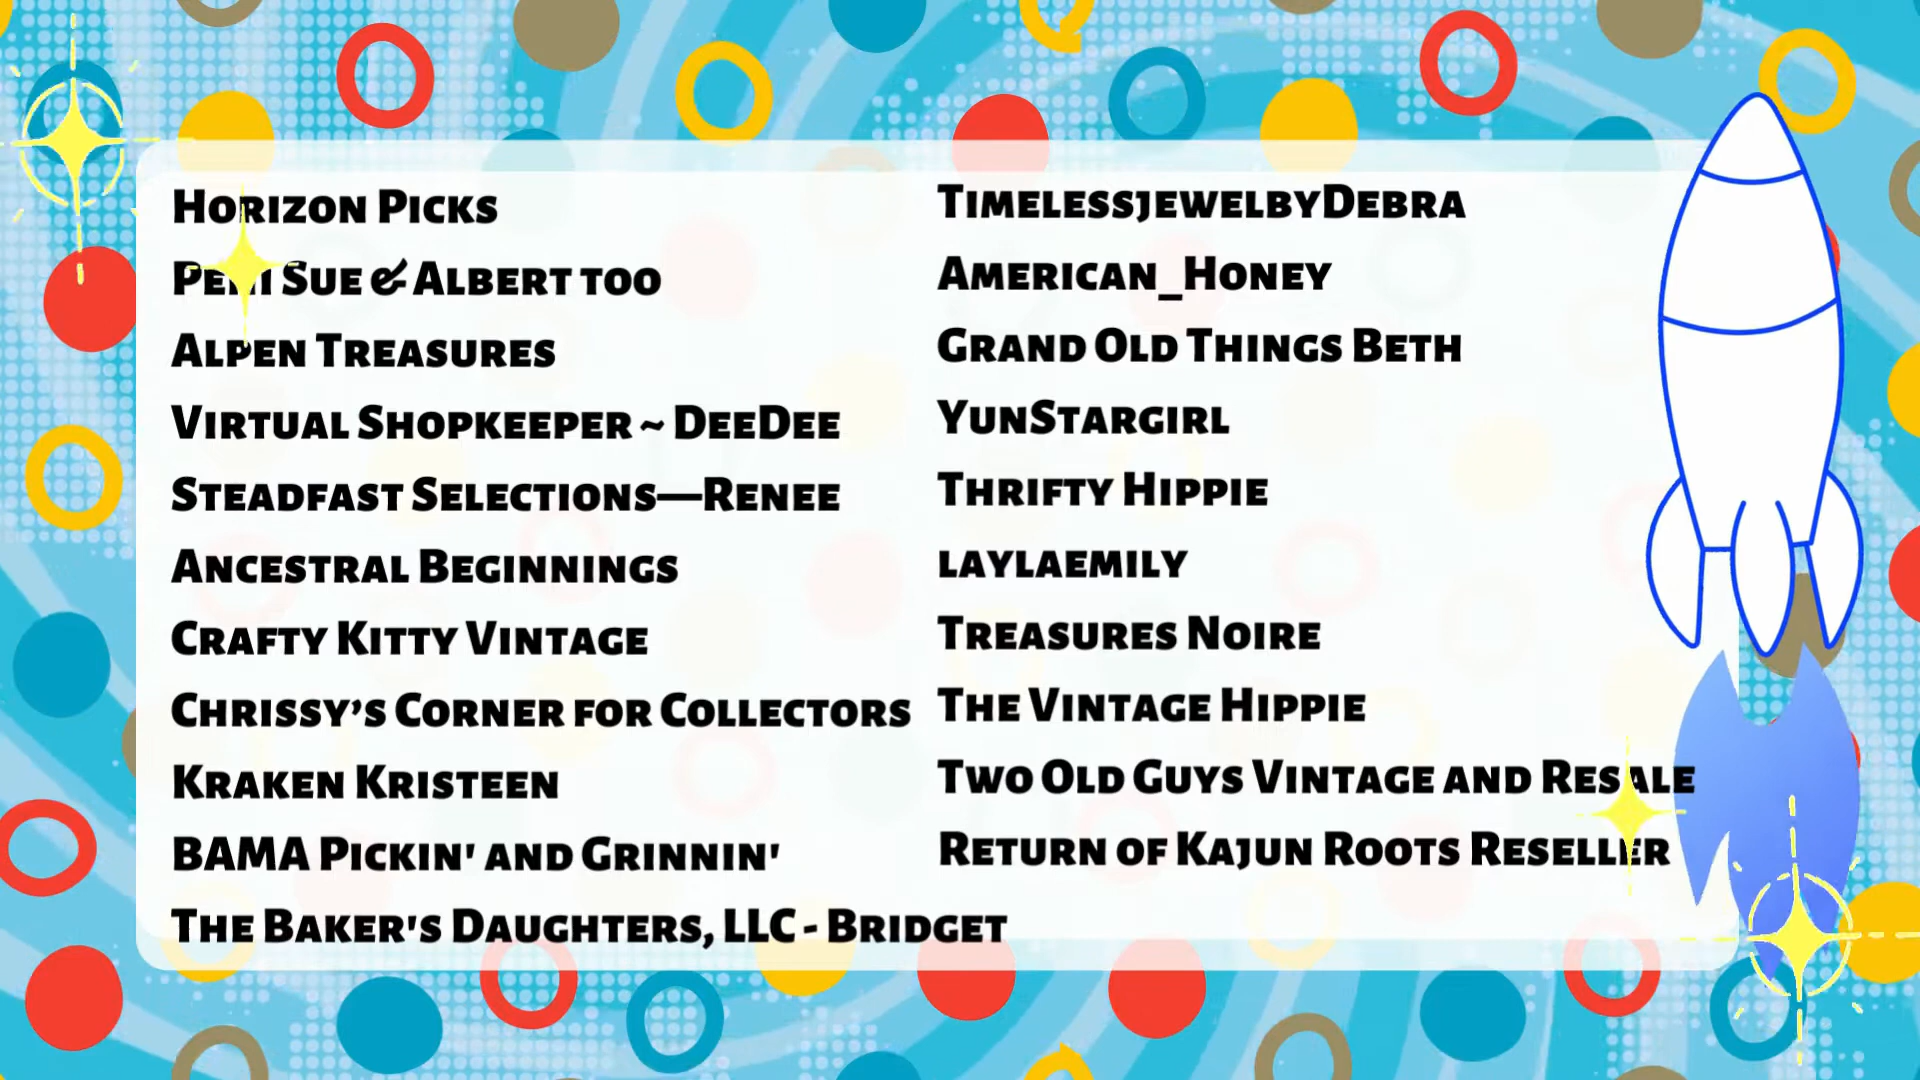 Horizon Picks
Sue & Albert too
Alpen Treasures
Virtual Shopkeeper ~ DeeDee
Steadfast Selections—Renee
Ancestral Beginnings
Crafty Kitty Vintage
Chrissy’s Corner for Collectors
Kraken Kristeen
BAMA Pickin' and Grinnin'
The Baker's Daughters, LLC - Bridget
TimelessjewelbyDebra
American_Honey
Grand Old Things Beth
YunStargirl
Thrifty Hippie
laylaemily
Treasures Noire
The Vintage Hippie
Two Old Guys Vintage and Resale
Return of Kajun Roots Reseller